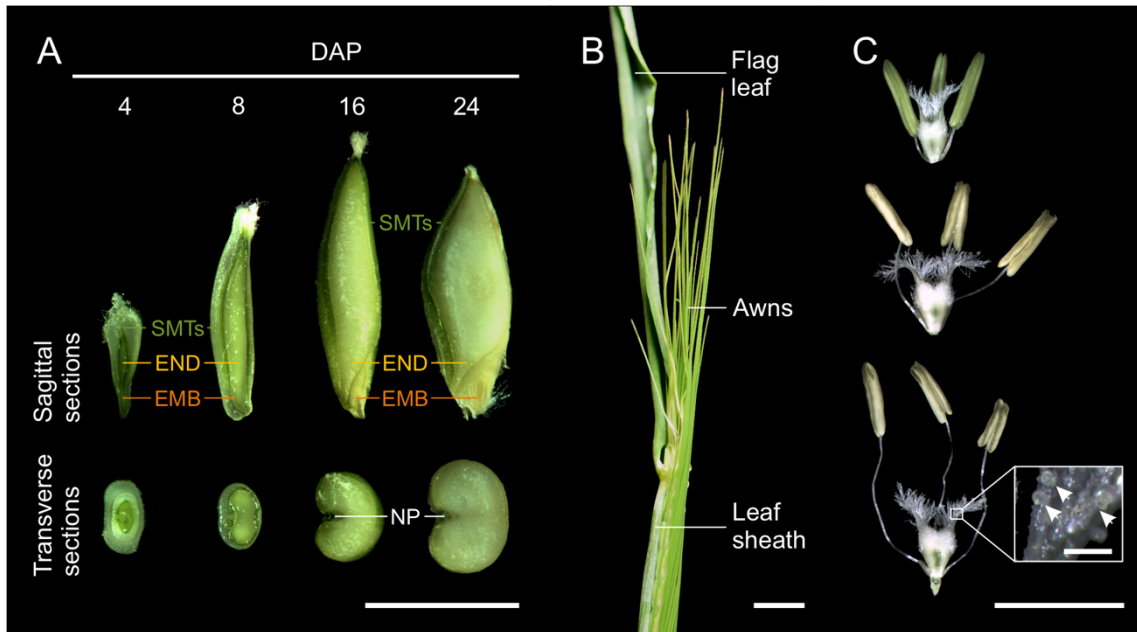 A
DAP
4 8 16 24
SMTs
SMTs
END
END
EMB
EMB
Sagittal
sections
NP
Transverse
sections
B
Flag
leaf
Awns
Leaf
sheath
C